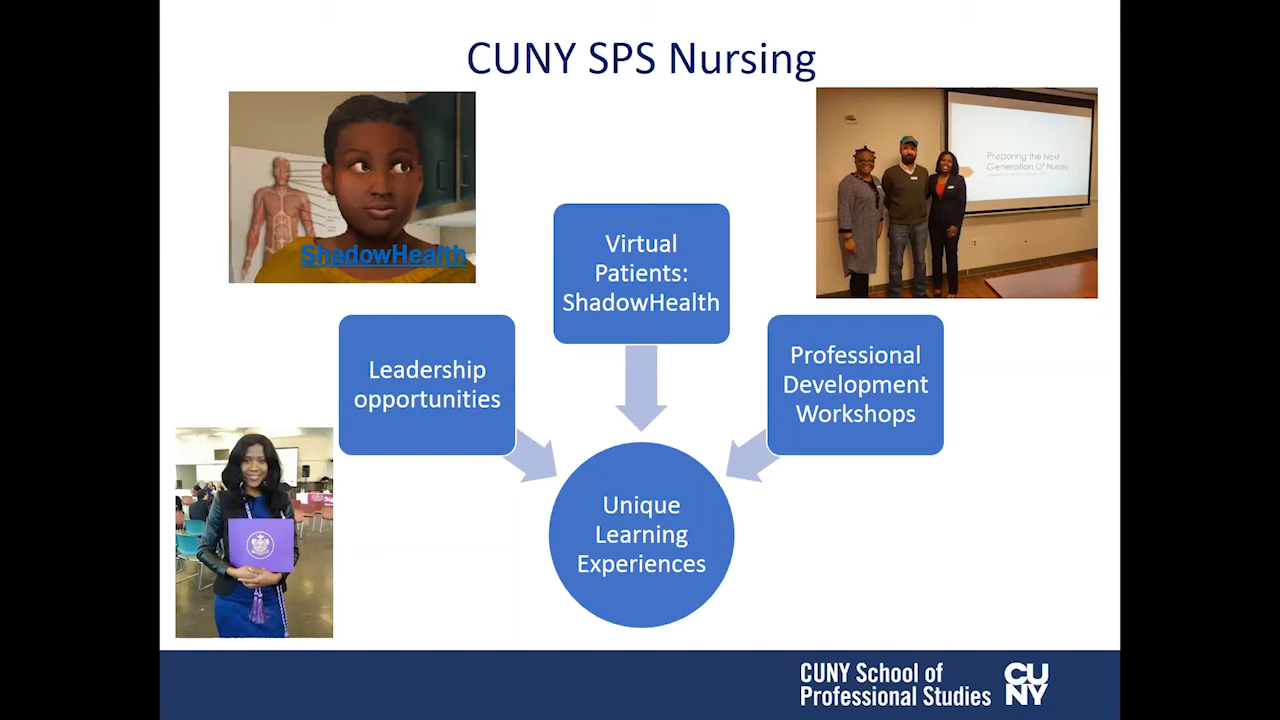 CUNY SPS Nursing
ShadowHealth
Preparing the Next
Generation Of Nurses
Virtual
Patients:
ShadowHealth
Leadership
opportunities
Professional
Development
Workshops
Unique
Learning
Experiences
CUNY School of
Professional Studies
CU
NY